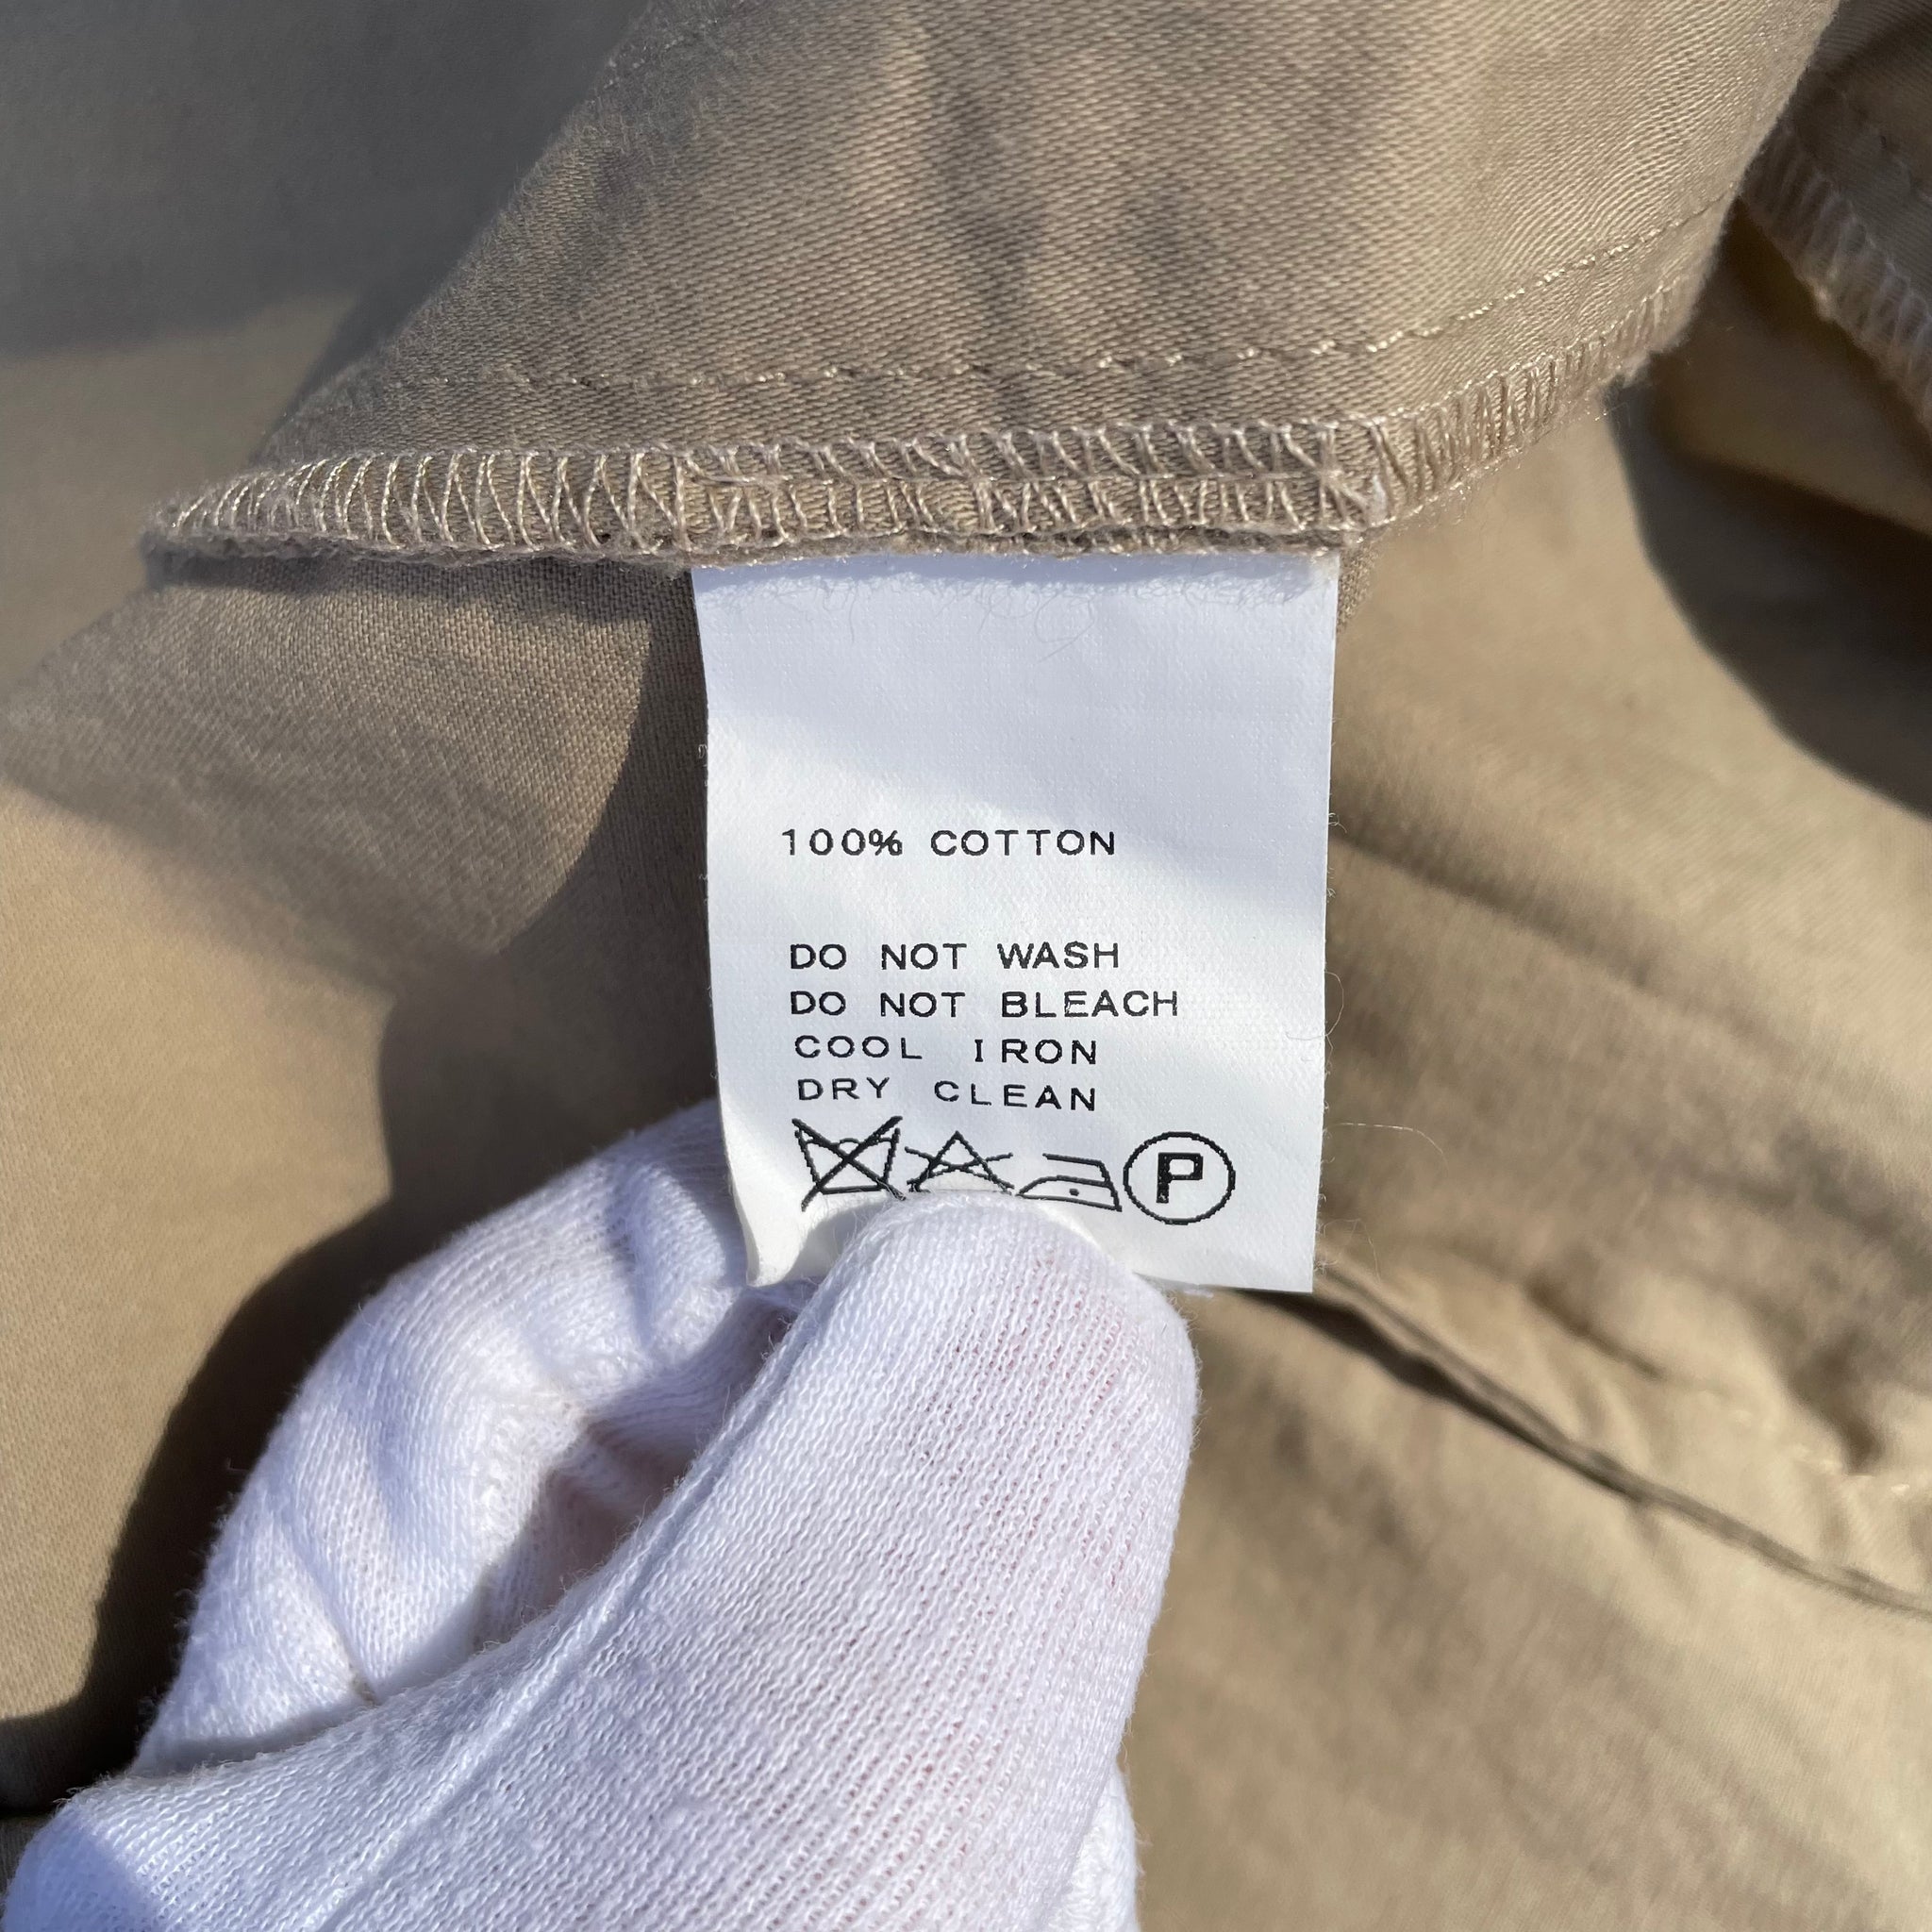 100% COTTON
DO NOT WASH
DO NOT BLEACH
COOL IRON
DRY CLEAN
P